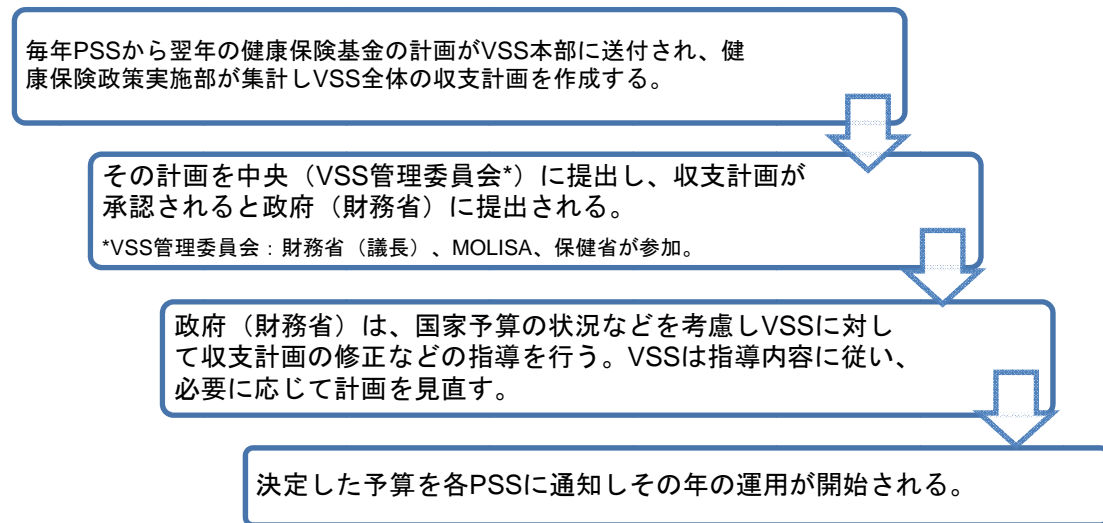 毎年PSSから翌年の健康保険基金の計画がVSS本部に送付され、健
康保険政策実施部が集計しVSS全体の収支計画を作成する。
その計画を中央（VSS管理委員会*）に提出し、収支計画が
承認されると政府（財務省）に提出される。
*VSS管理委員会：財務省（議長）、MOLISA、保健省が参加。
政府（財務省）は、国家予算の状況などを考慮しVSSに対し
て収支計画の修正などの指導を行う。VSSは指導内容に従い、
必要に応じて計画を見直す。
決定した予算を各PSSに通知しその年の運用が開始される。